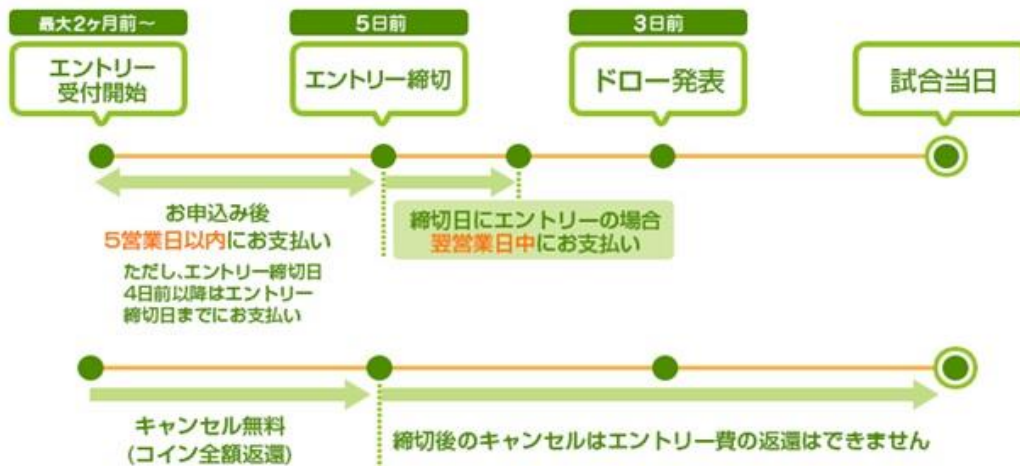 最大2ヶ月前～
5日前
3日前
エントリー
受付開始
エントリー締切
ドロー発表
試合当日
お申込み後
5営業日以内にお支払い
ただし、エントリー締切日
4日前以降はエントリー
締切日までにお支払い
締切日にエントリーの場合
翌営業日中にお支払い
キャンセル無料
(コイン全額返還)
締切後のキャンセルはエントリー費の返還はできません